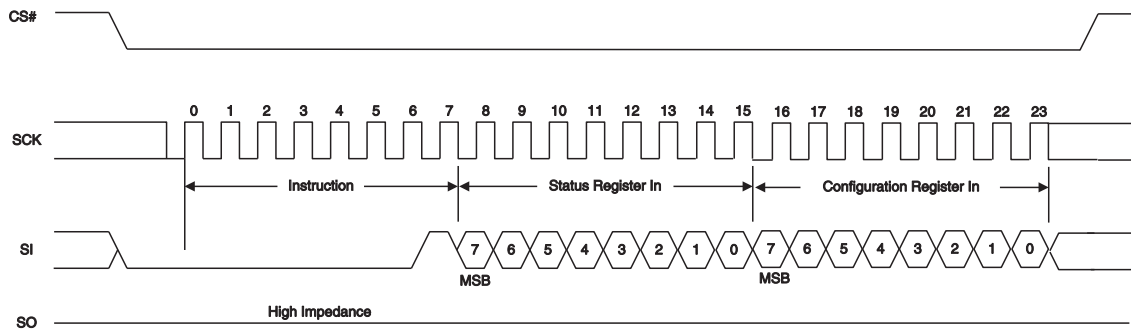 CS#
0 1 2 3 4 5 6 7 8 9 10 11 12 13 14 15 16 17 18 19 20 21 22 23
SCK
Instruction Status Register In Configuration Register In
SI 7 6 5 4 3 2 1 0 7 6 5 4 3 2 1 0
MSB MSB
High Impedance
SO